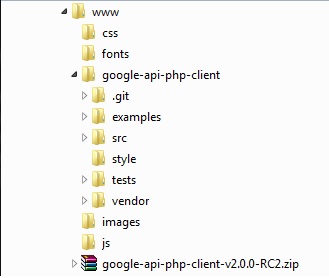 www
css
fonts
google-api-php-client
.git
examples
src
style
tests
vendor
images
js
google-api-php-client-v2.0.0-RC2.zip